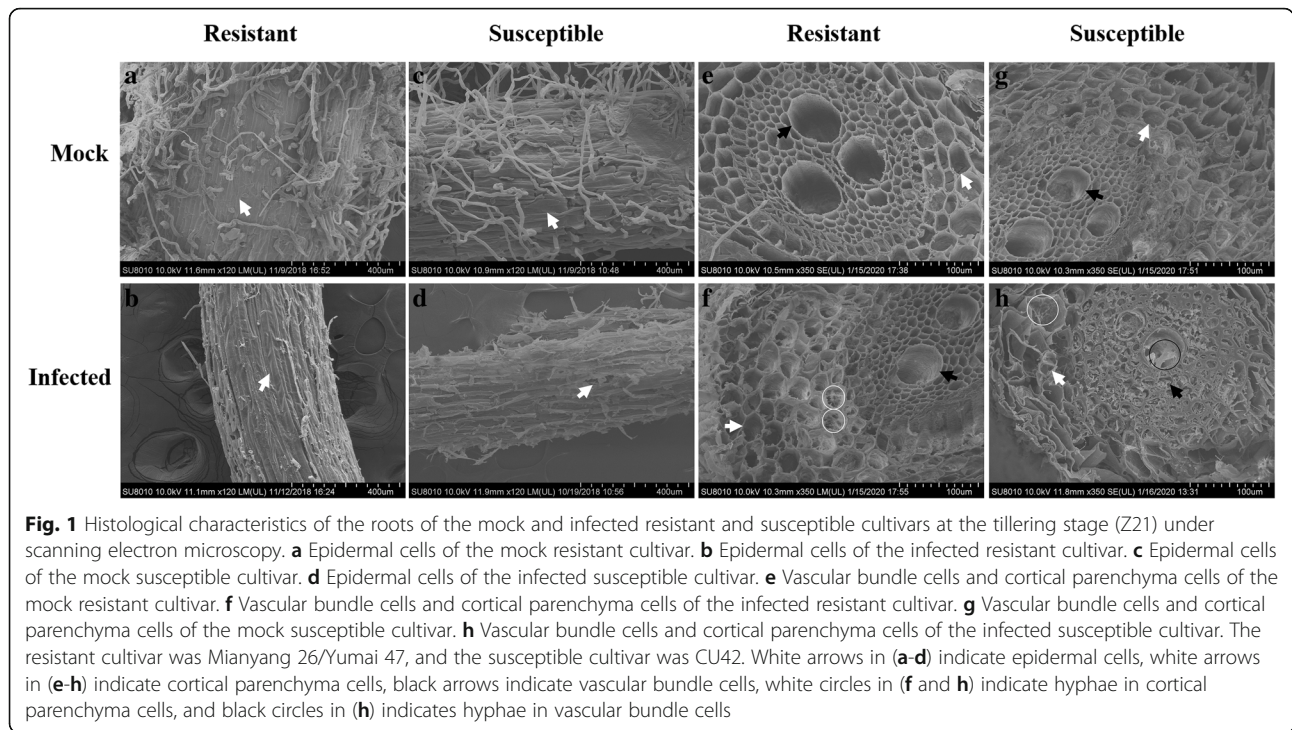 Resistant Susceptible Resistant Susceptible
Mock
a
SU8010 10.0kV 11.6mm x120 LM(UL) 11/9/2018 16:52 400um
c
SU8010 10.0kV 10.9mm x120 LM(UL) 11/9/2018 10:48 400um
e
SU8010 10.0kV 10.5mm x350 SE(UL) 1/15/2020 17:38 100um
g
SU8010 10.0kV 10.3mm x350 SE(UL) 1/15/2020 17:51 100um
Infected
b
SU8010 10.0kV 11.1mm x120 LM(UL) 11/12/2018 16:24 400um
d
SU8010 10.0kV 11.9mm x120 LM(UL) 10/19/2018 10:56 400um
f
SU8010 10.0kV 10.3mm x350 LM(UL) 1/15/2020 17:55 100um
h
SU8010 10.0kV 11.8mm x350 SE(UL) 1/16/2020 13:31 100um
Fig. 1 Histological characteristics of the roots of the mock and infected resistant and susceptible cultivars at the tillering stage (Z21) under
scanning electron microscopy. a Epidermal cells of the mock resistant cultivar. b Epidermal cells of the infected resistant cultivar. c Epidermal cells
of the mock susceptible cultivar. d Epidermal cells of the infected susceptible cultivar. e Vascular bundle cells and cortical parenchyma cells of the
mock resistant cultivar. f Vascular bundle cells and cortical parenchyma cells of the infected resistant cultivar. g Vascular bundle cells and cortical
parenchyma cells of the mock susceptible cultivar. h Vascular bundle cells and cortical parenchyma cells of the infected susceptible cultivar. The
resistant cultivar was Mianyang 26/Yumai 47, and the susceptible cultivar was CU42. White arrows in (a-d) indicate epidermal cells, white arrows
in (e-h) indicate cortical parenchyma cells, black arrows indicate vascular bundle cells, white circles in (f and h) indicate hyphae in cortical
parenchyma cells, and black circles in (h) indicates hyphae in vascular bundle cells